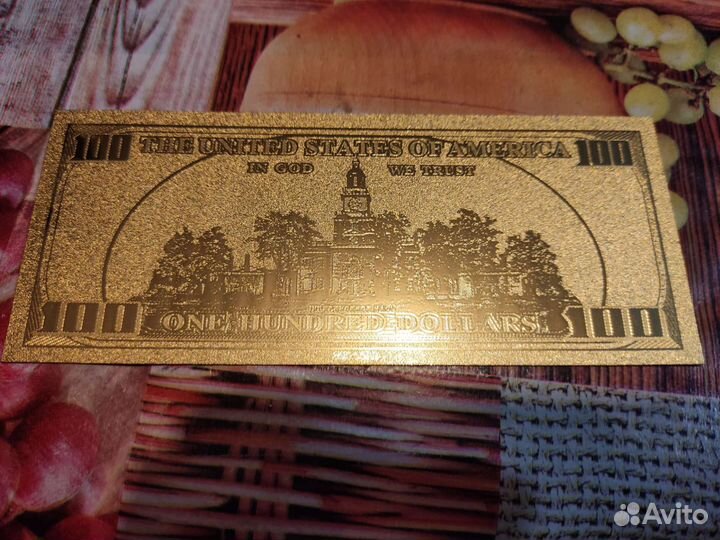 100 THE UNITED STATES OF AMERICA 100
IN GOD WE TRUST
100 ONE HUNDRED DOLLARS 100
Avito